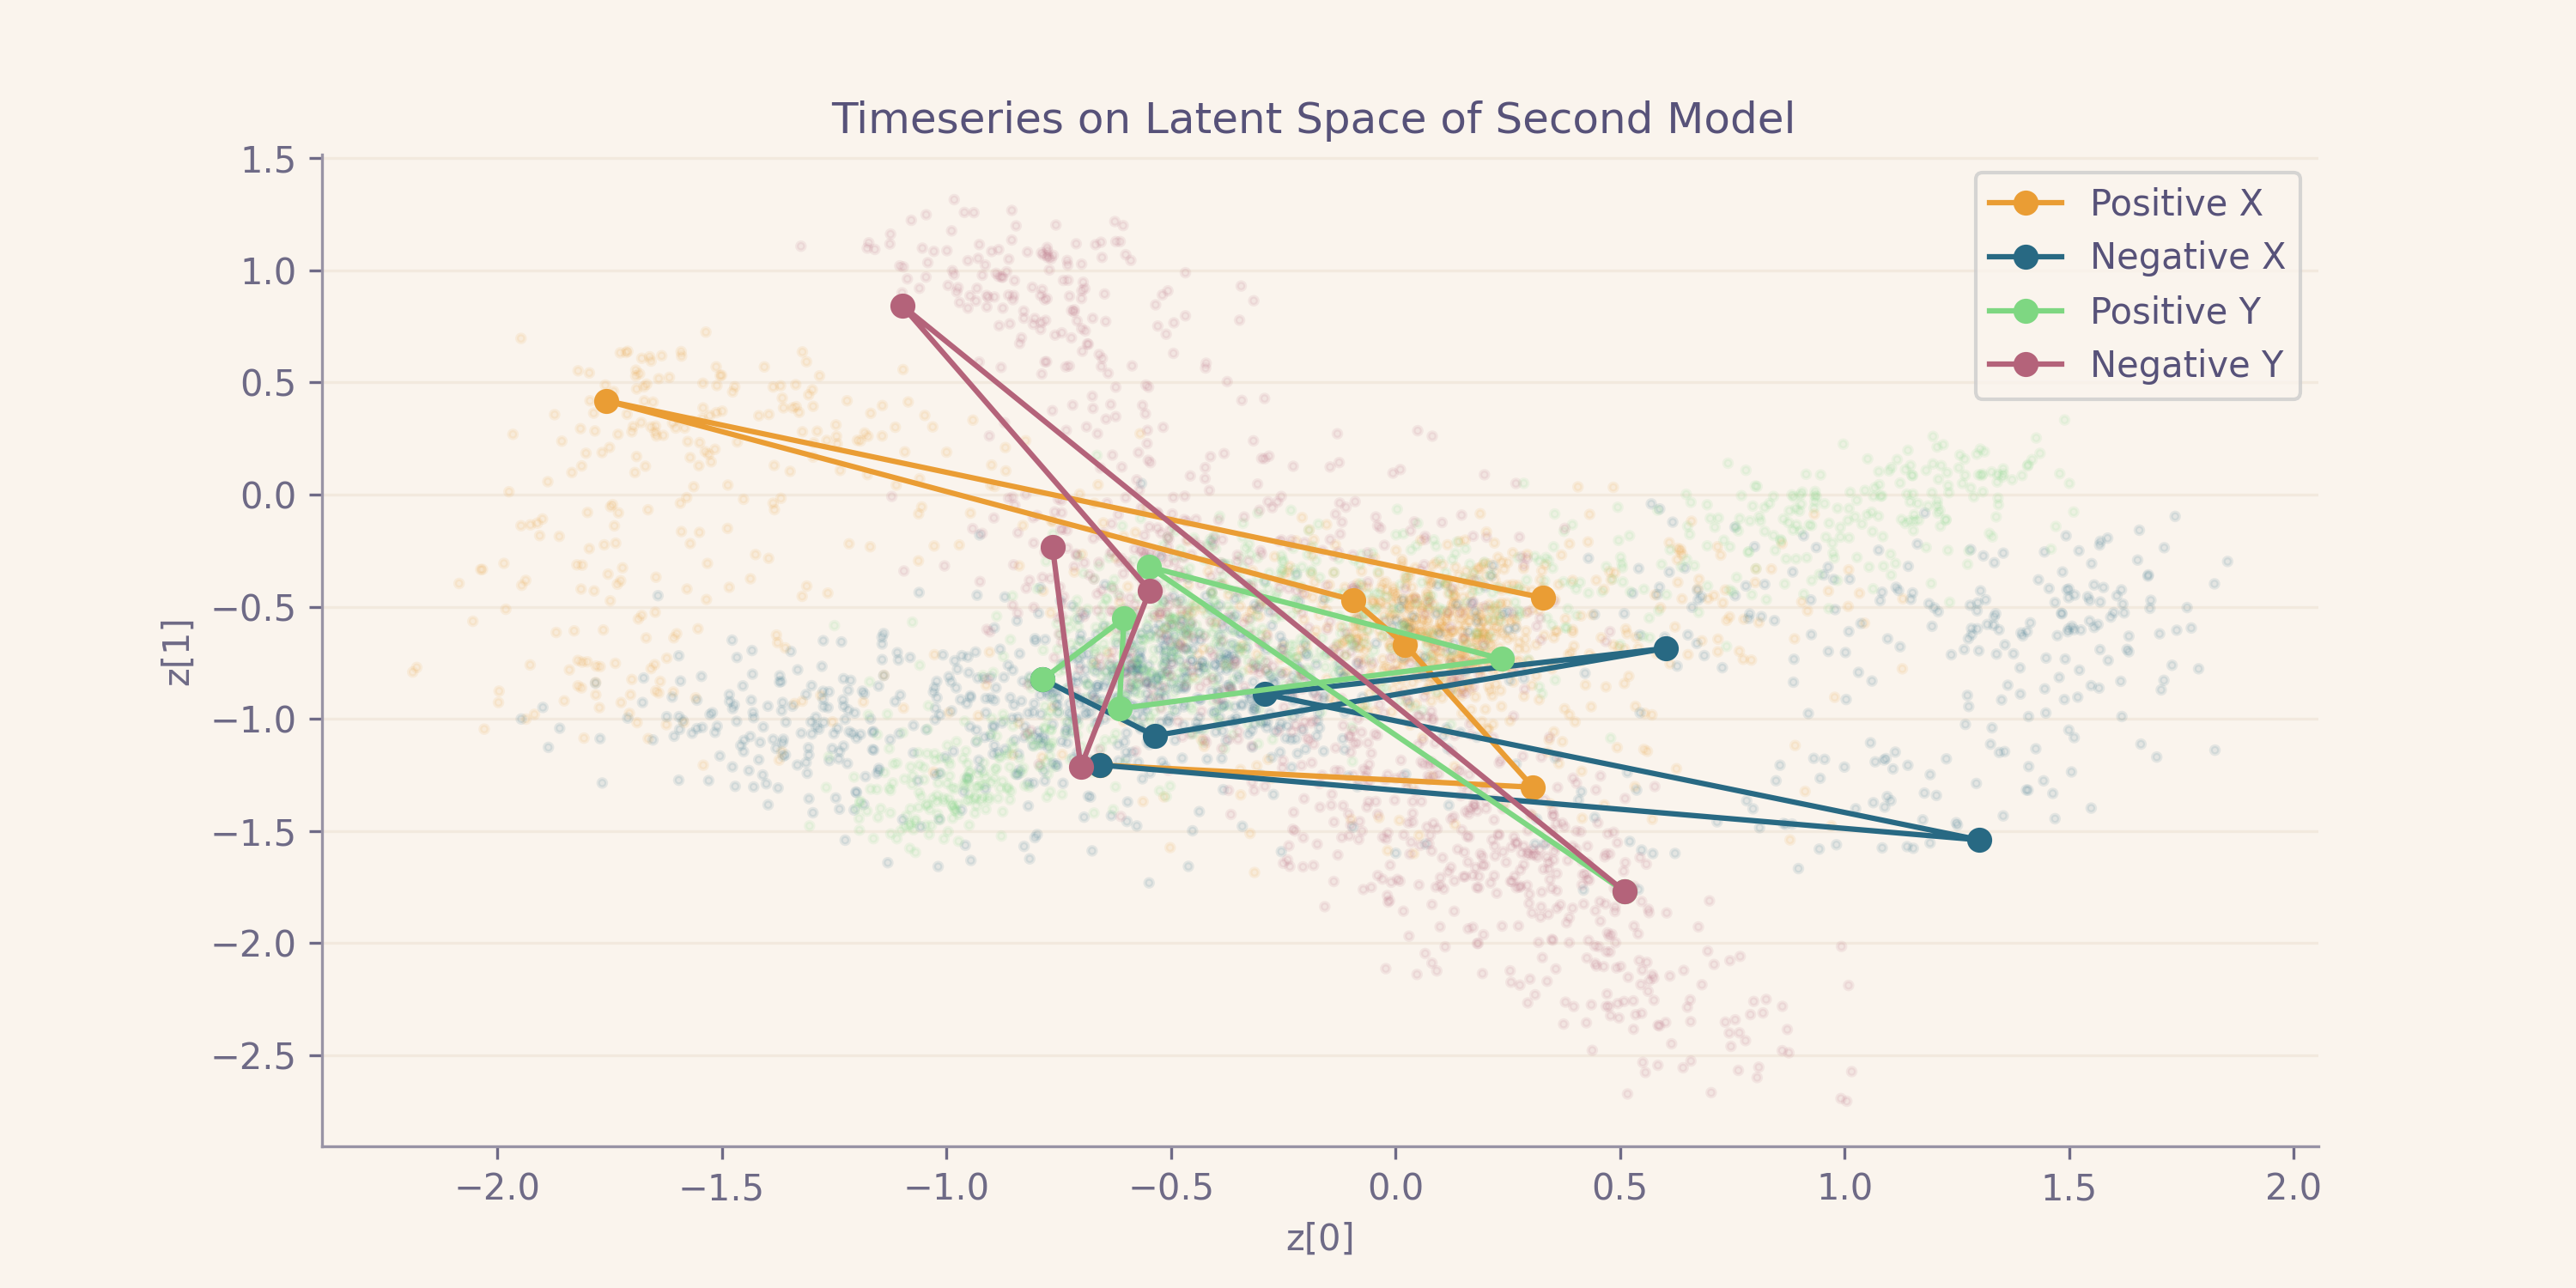 Timeseries on Latent Space of Second Model
1.5
1.0
0.5
0.0
−0.5
−1.0
−1.5
−2.0
−2.5
z[1]
Positive X
Negative X
Positive Y
Negative Y
−2.0 −1.5 −1.0 −0.5 0.0 0.5 1.0 1.5 2.0
z[0]